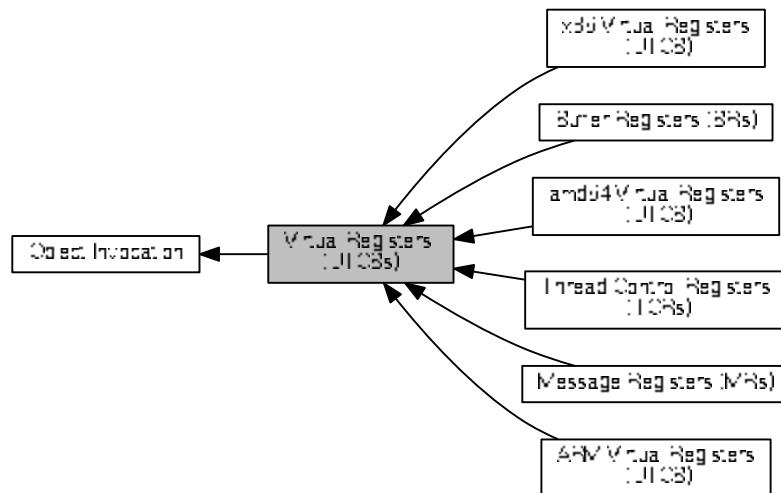 x86 Virtual Registers
(UTCB)
Buffer Registers (BRs)
amd64 Virtual Registers
(UTCB)
Object Invocation
Virtual Registers
(UTCBs)
Thread Control Registers
(TCRs)
Message Registers (MRs)
ARM Virtual Registers
(UTCB)